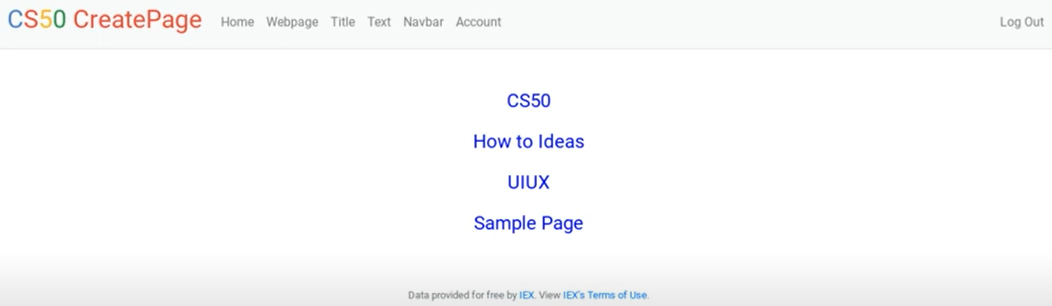 CS50 CreatePage Home Webpage Title Text Navbar Account Log Out
CS50
How to Ideas
UIUX
Sample Page
Data provided for free by IEX. View IEX's Terms of Use.